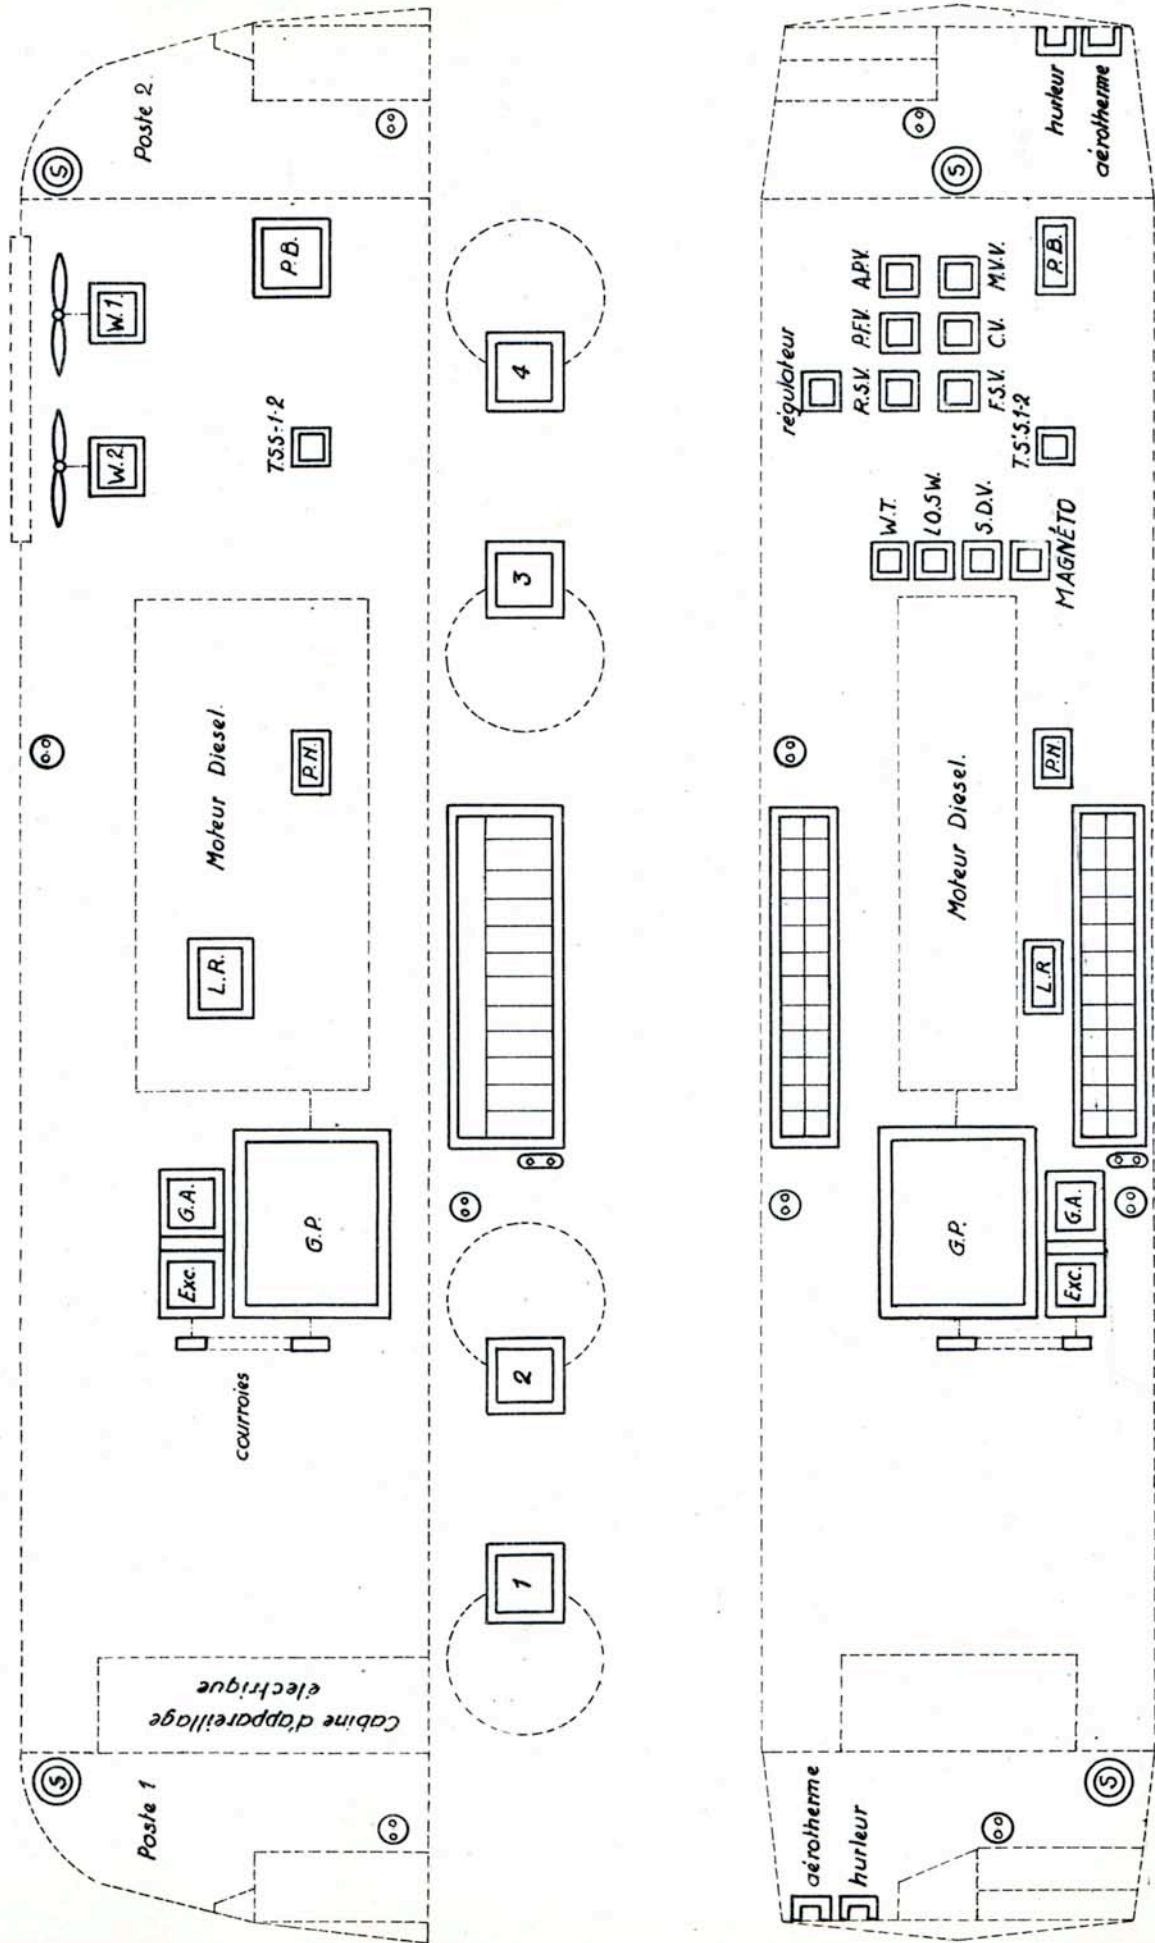 Poste 2
S
W.1.
W.2.
P.B.
T.S.S-1-2
4
3
Moteur Diesel.
P.H.
L.R.
G.A.
Exc.
G.P.
courroies
2
1
Cabine d'appareillage
électrique
S
Poste 1
hurleur
aérotherme
S
régulateur
R.S.V.
P.F.V.
A.P.V.
F.S.V.
C.V.
M.V.V.
P.B.
T.S'S.1-2
W.T.
L.O.S.W.
S.D.V.
MAGNÉTO
Moteur Diesel.
P.H.
L.R
G.P.
G.A.
Exc.
S
aérotherme
hurleur